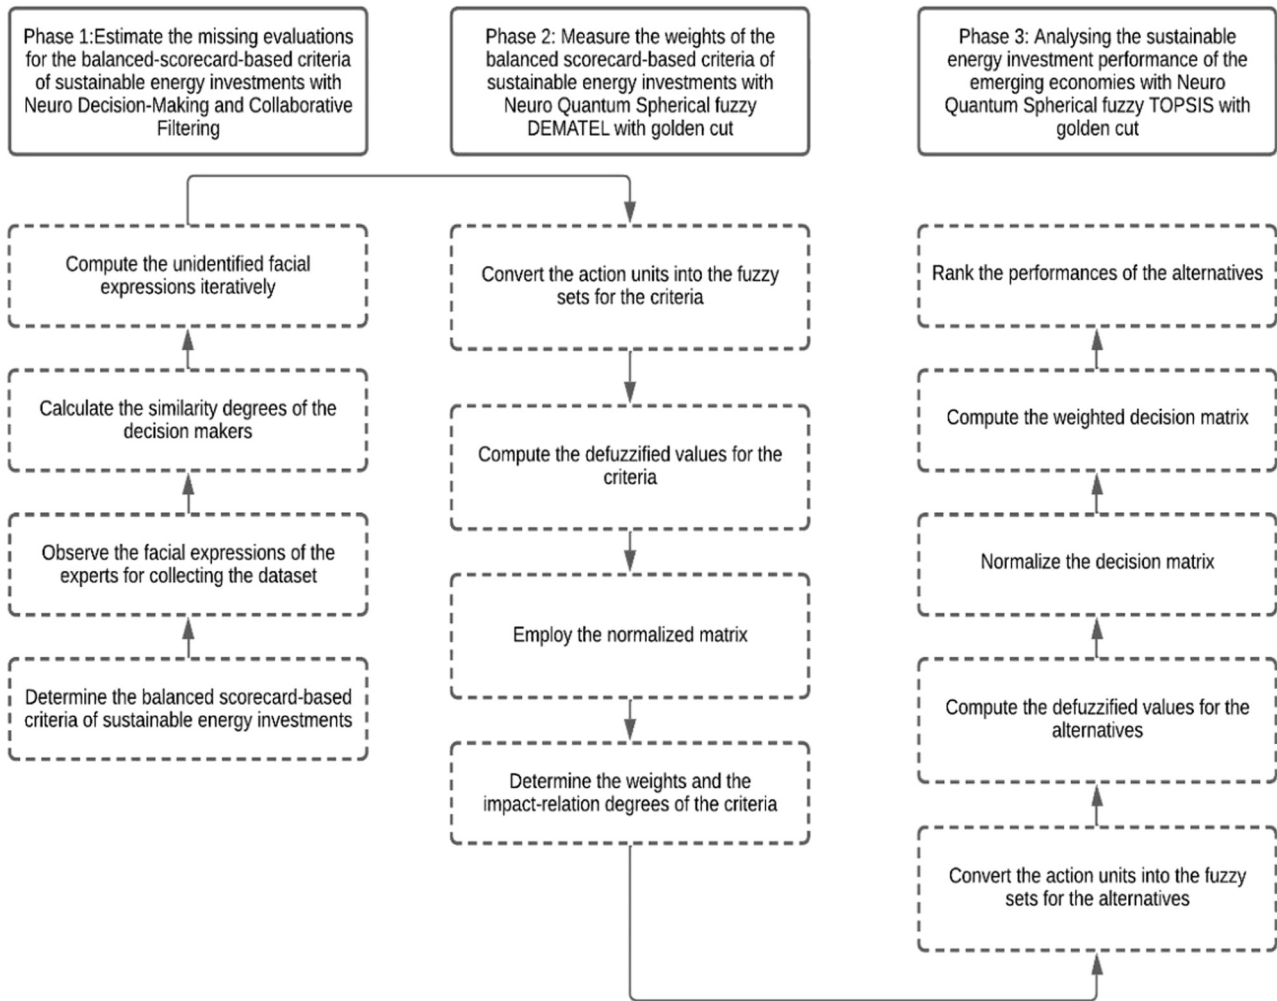 Phase 1:Estimate the missing evaluations
for the balanced-scorecard-based criteria
of sustainable energy investments with
Neuro Decision-Making and Collaborative
Filtering
Compute the unidentified facial
expressions iteratively
Calculate the similarity degrees of the
decision makers
Observe the facial expressions of the
experts for collecting the dataset
Determine the balanced scorecard-based
criteria of sustainable energy investments
Phase 2: Measure the weights of the
balanced scorecard-based criteria of
sustainable energy investments with
Neuro Quantum Spherical fuzzy
DEMATEL with golden cut
Convert the action units into the fuzzy
sets for the criteria
Compute the defuzzified values for the
criteria
Employ the normalized matrix
Determine the weights and the
impact-relation degrees of the criteria
Phase 3: Analysing the sustainable
energy investment performance of the
emerging economies with Neuro
Quantum Spherical fuzzy TOPSIS with
golden cut
Rank the performances of the alternatives
Compute the weighted decision matrix
Normalize the decision matrix
Compute the defuzzified values for the
alternatives
Convert the action units into the fuzzy
sets for the alternatives